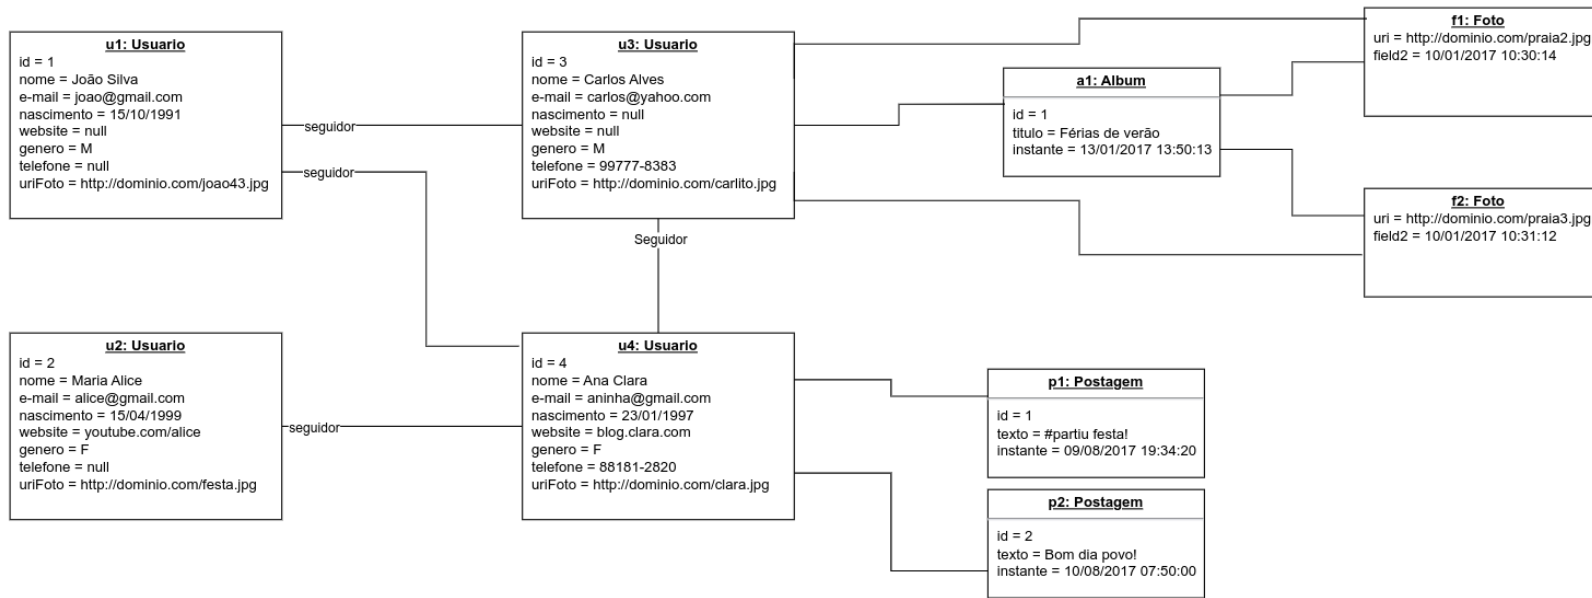 u1: Usuario
id = 1
nome = João Silva
e-mail = joao@gmail.com
nascimento = 15/10/1991
website = null
genero = M
telefone = null
uriFoto = http://dominio.com/joao43.jpg
seguidor
seguidor
u3: Usuario
id = 3
nome = Carlos Alves
e-mail = carlos@yahoo.com
nascimento = null
website = null
genero = M
telefone = 99777-8383
uriFoto = http://dominio.com/carlito.jpg
Seguidor
a1: Album
id = 1
titulo = Férias de verão
instante = 13/01/2017 13:50:13
f1: Foto
uri = http://dominio.com/praia2.jpg
field2 = 10/01/2017 10:30:14
f2: Foto
uri = http://dominio.com/praia3.jpg
field2 = 10/01/2017 10:31:12
u2: Usuario
id = 2
nome = Maria Alice
e-mail = alice@gmail.com
nascimento = 15/04/1999
website = youtube.com/alice
genero = F
telefone = null
uriFoto = http://dominio.com/festa.jpg
seguidor
u4: Usuario
id = 4
nome = Ana Clara
e-mail = aninha@gmail.com
nascimento = 23/01/1997
website = blog.clara.com
genero = F
telefone = 88181-2820
uriFoto = http://dominio.com/clara.jpg
p1: Postagem
id = 1
texto = #partiu festa!
instante = 09/08/2017 19:34:20
p2: Postagem
id = 2
texto = Bom dia povo!
instante = 10/08/2017 07:50:00